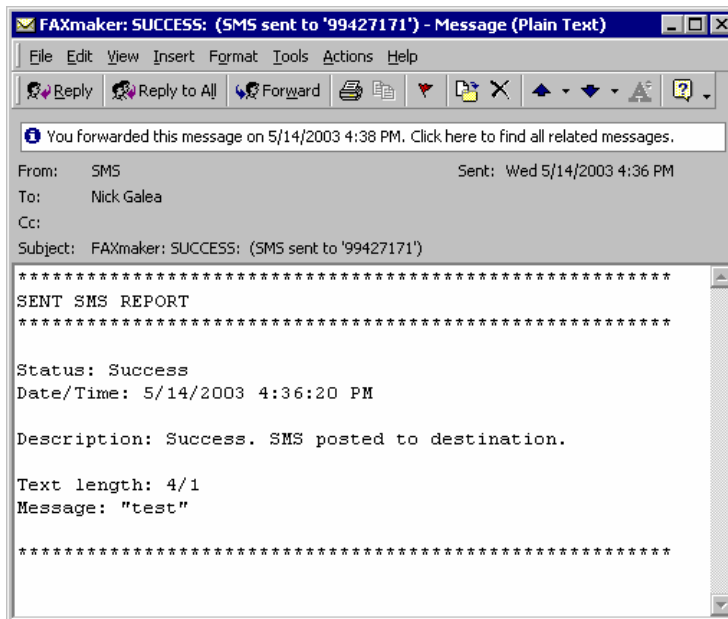 FAXmaker: SUCCESS: (SMS sent to '99427171') - Message (Plain Text)
File Edit View Insert Format Tools Actions Help
Reply Reply to All Forward
You forwarded this message on 5/14/2003 4:38 PM. Click here to find all related messages.
From: SMS Sent: Wed 5/14/2003 4:36 PM
To: Nick Galea
Cc:
Subject: FAXmaker: SUCCESS: (SMS sent to '99427171')
*********************************************************
SENT SMS REPORT
*********************************************************
Status: Success
Date/Time: 5/14/2003 4:36:20 PM
Description: Success. SMS posted to destination.
Text length: 4/1
Message: "test"
*********************************************************